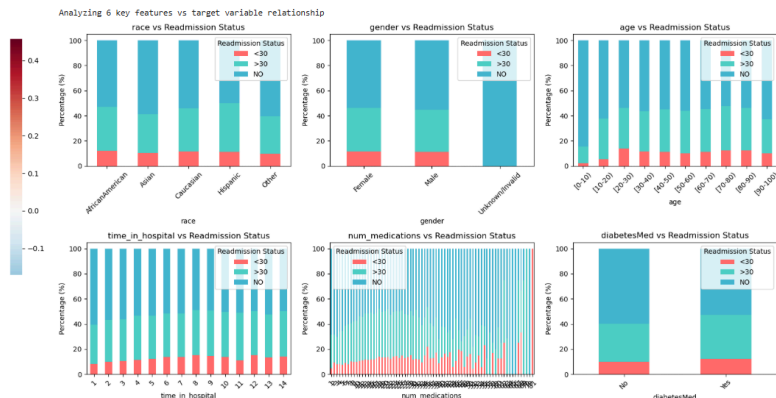 Analyzing 6 key features vs target variable relationship
race vs Readmission Status
gender vs Readmission Status
age vs Readmission Status
Readmission Status
<30
>30
NO
Readmission Status
<30
>30
NO
Readmission Status
<30
>30
NO
0.4
0.3
0.2
0.1
0.0
−0.1
Percentage (%)
100
80
60
40
20
0
AfricanAmerican
Asian
Caucasian
Hispanic
Other
race
Percentage (%)
100
80
60
40
20
0
Female
Male
Unknown/Invalid
gender
Percentage (%)
100
80
60
40
20
0
[0-10)
[10-20)
[20-30)
[30-40)
[40-50)
[50-60)
[60-70)
[70-80)
[80-90)
[90-100)
age
time_in_hospital vs Readmission Status
num_medications vs Readmission Status
diabetesMed vs Readmission Status
Readmission Status
<30
>30
NO
Readmission Status
<30
>30
NO
Readmission Status
<30
>30
NO
Percentage (%)
100
80
60
40
20
0
1 2 3 4 5 6 7 8 9 10 11 12 13 14
time_in_hospital
Percentage (%)
100
80
60
40
20
0
num_medications
Percentage (%)
100
80
60
40
20
0
No
Yes
diabetesMed